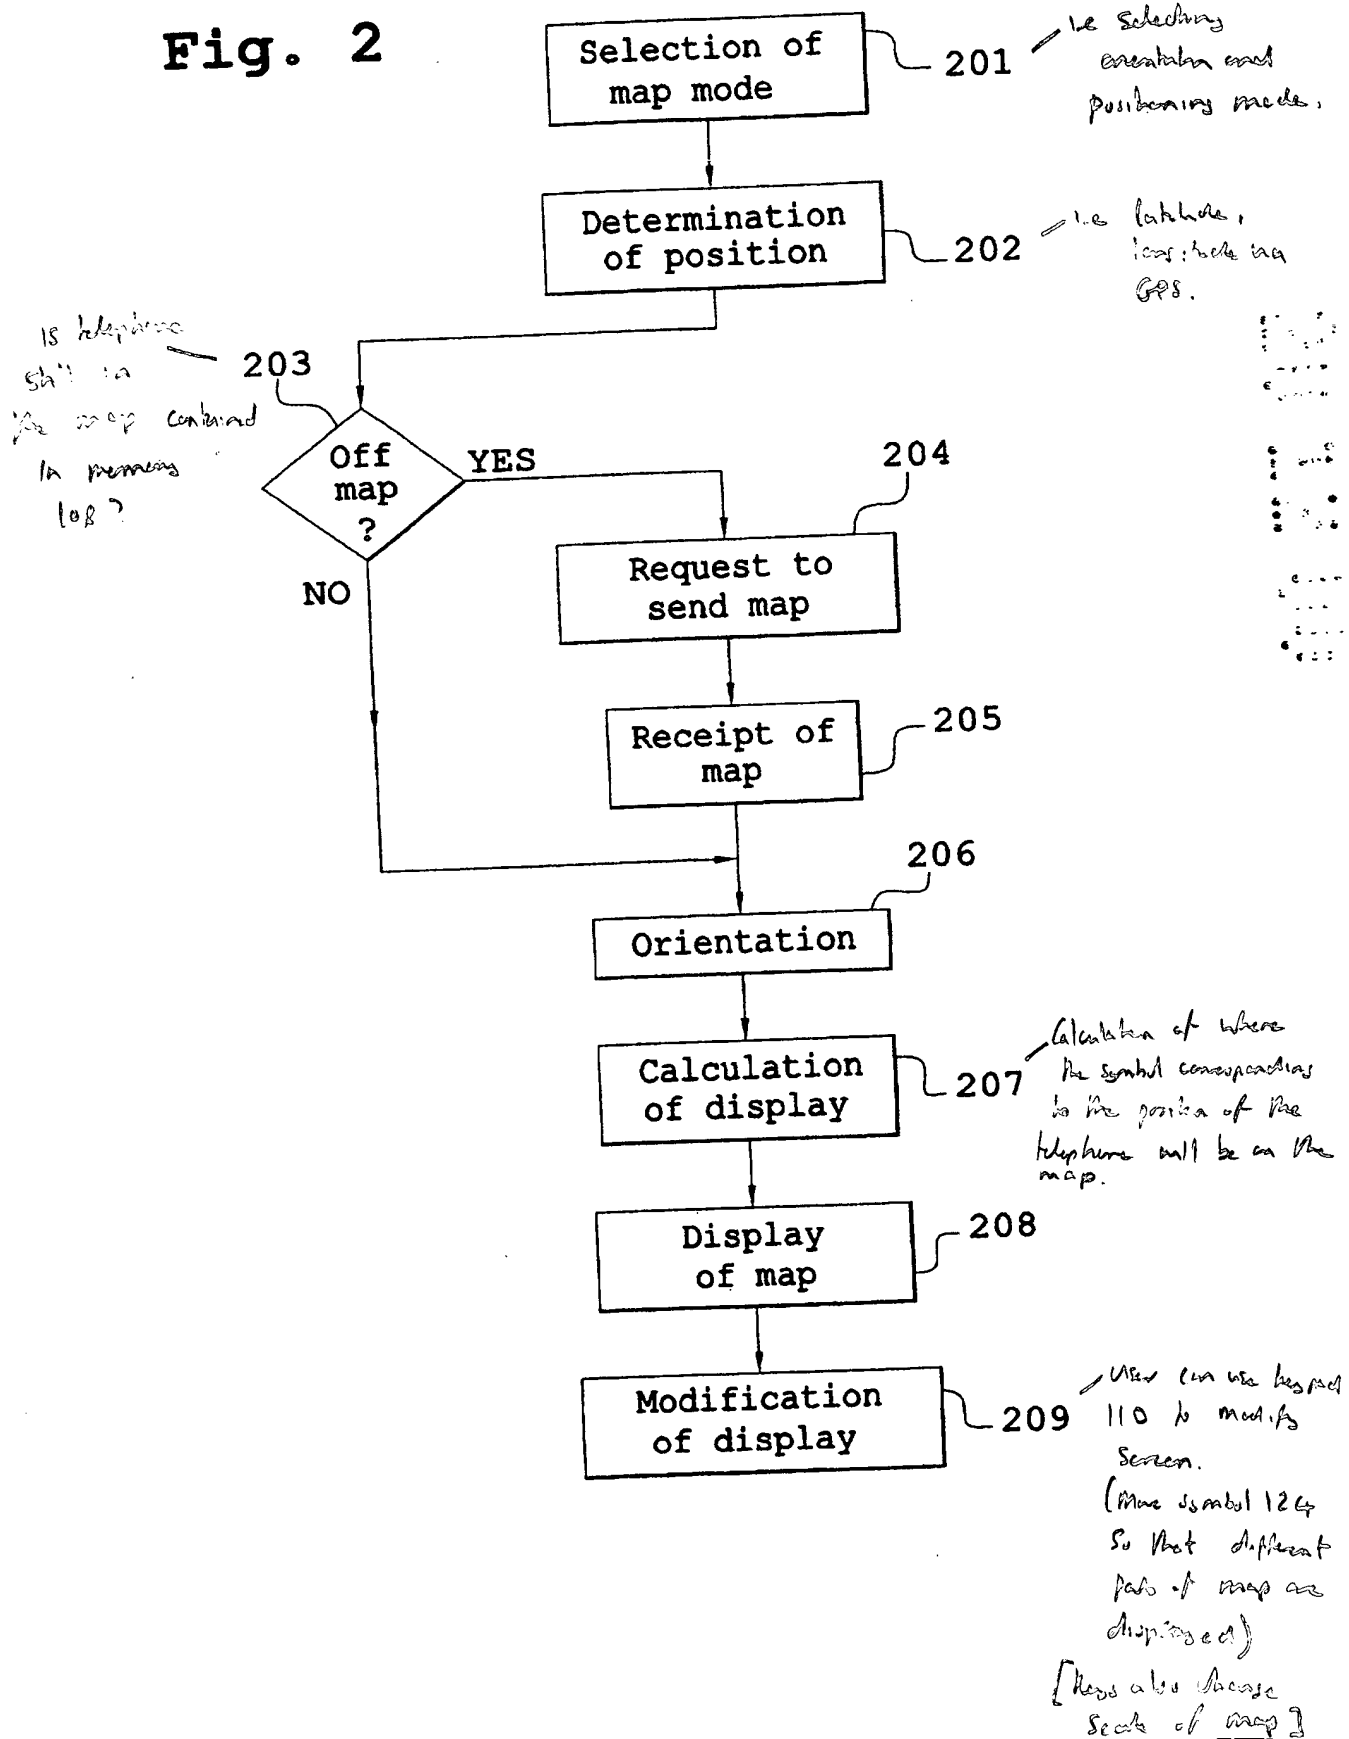 Fig. 2
Selection of
map mode
201
i.e selecting
orientation and
positioning mode.
Determination
of position
202
i.e latitude,
longitude via
GPS.
Is telephone
still in
the map contained
in memory
108?
203
Off
map
?
YES
NO
204
Request to
send map
Receipt of
map
205
206
Orientation
Calculation
of display
207
Calculation of where
the symbol corresponding
to the position of the
telephone will be on the
map.
Display
of map
208
Modification
of display
209
User can use keypad
110 to modify
screen.
(Move symbol 124
so that different
parts of map are
displayed)
[Keys also change
scale of map]